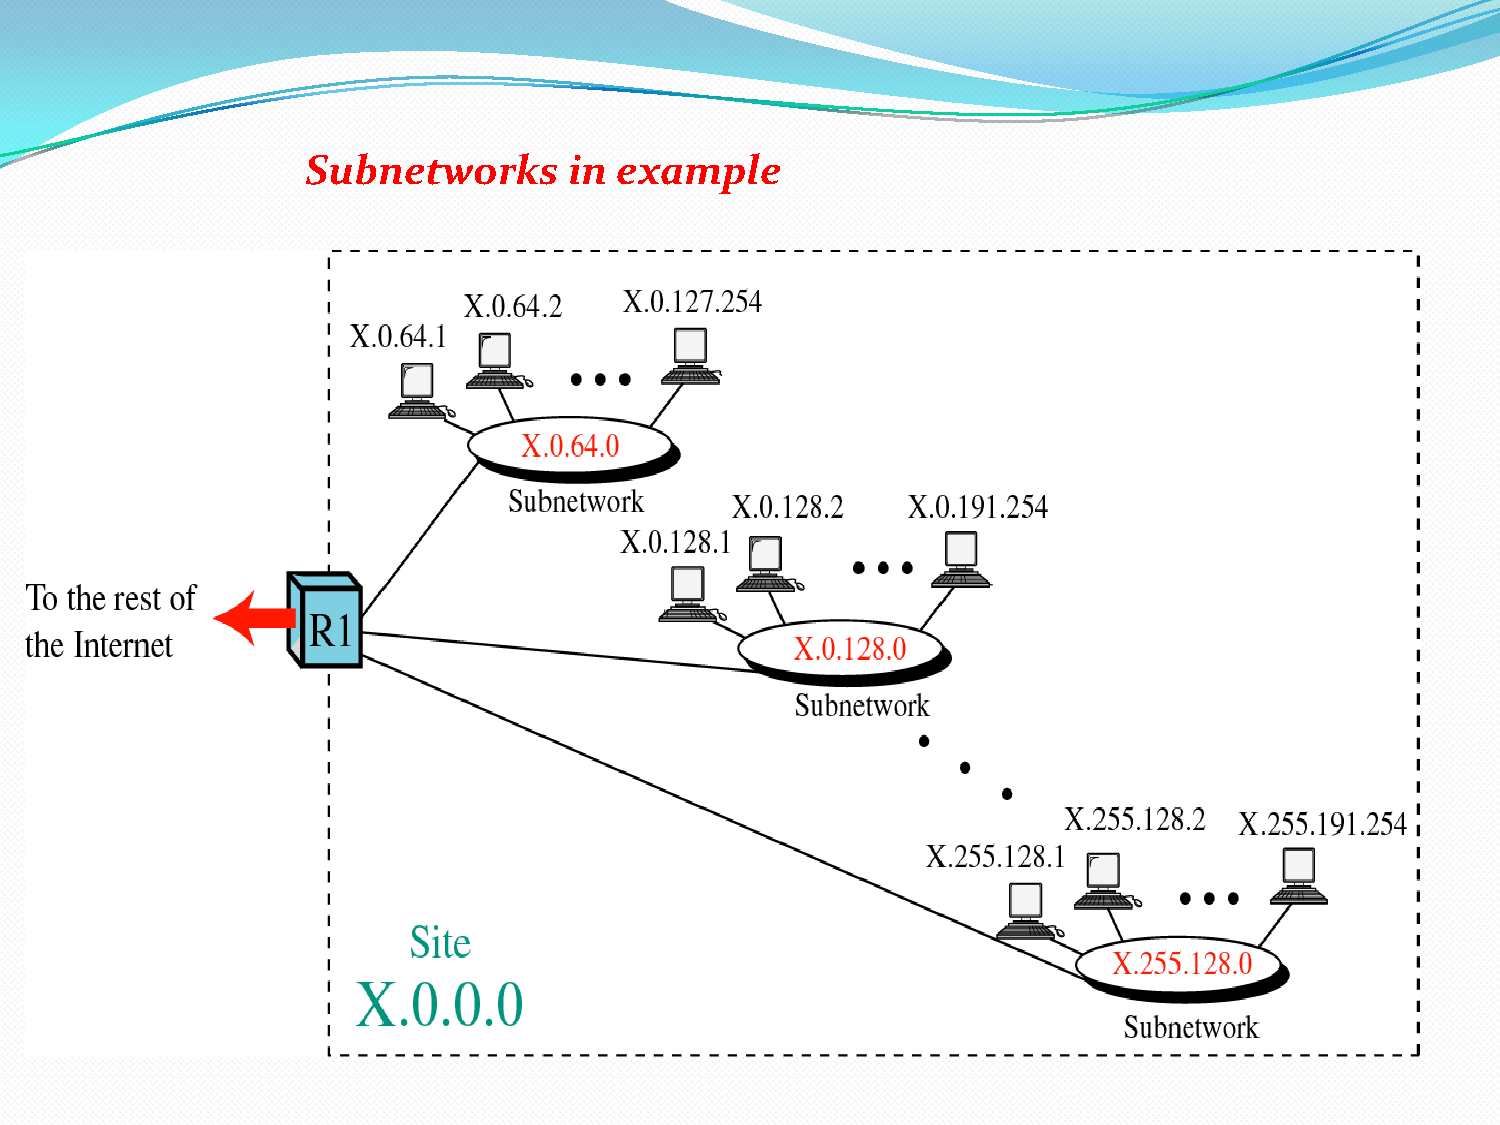 Subnetworks in example
X.0.64.1
X.0.64.2
X.0.127.254
X.0.64.0
Subnetwork
X.0.128.1
X.0.128.2
X.0.191.254
X.0.128.0
Subnetwork
To the rest of
the Internet
R1
X.255.128.1
X.255.128.2
X.255.191.254
X.255.128.0
Subnetwork
Site
X.0.0.0